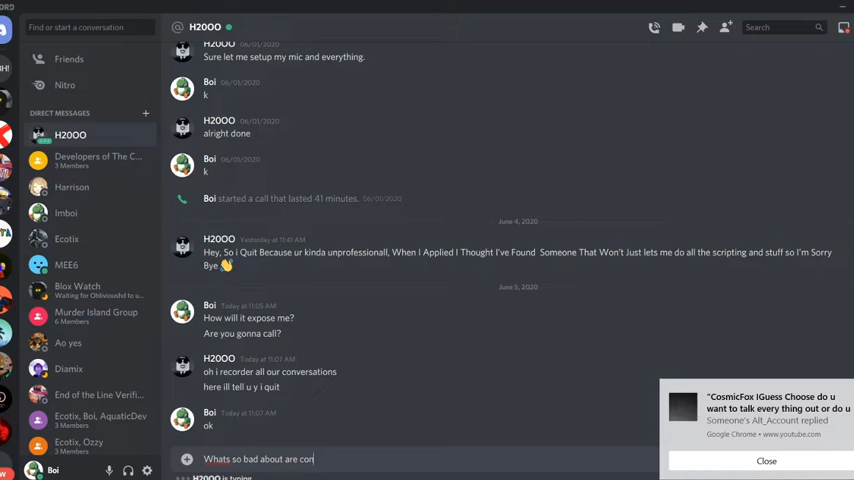 Find or start a conversation
Friends
Nitro
DIRECT MESSAGES
H2OOO
Developers of The C...
3 Members
Harrison
Imboi
Ecotix
MEE6
Blox Watch
Waiting for Oblivioushd to u...
Murder Island Group
6 Members
Ao yes
Diamix
End of the Line Verifi...
Ecotix, Boi, AquaticDev
3 Members
Ecotix, Ozzy
2 Members
Boi
@ H2OOO
Search
H2OOO 06/01/2020
Sure let me setup my mic and everything.
Boi 06/01/2020
k
H2OOO 06/01/2020
alright done
Boi 06/01/2020
k
Boi started a call that lasted 41 minutes. 06/01/2020
June 4, 2020
H2OOO Yesterday at 11:41 AM
Hey, So i Quit Because ur kinda unprofessionall, When I Applied I Thought I've Found Someone That Won't Just lets me do all the scripting and stuff so I'm Sorry
Bye 👋
June 5, 2020
Boi Today at 11:05 AM
How will it expose me?
Are you gonna call?
H2OOO Today at 11:07 AM
oh i recorder all our conversations
here ill tell u y i quit
Boi Today at 11:07 AM
ok
Whats so bad about are con
H2OOO is typing
"CosmicFox IGuess Choose do u
want to talk every thing out or do u
Someone's Alt_Account replied
Google Chrome • www.youtube.com
Close